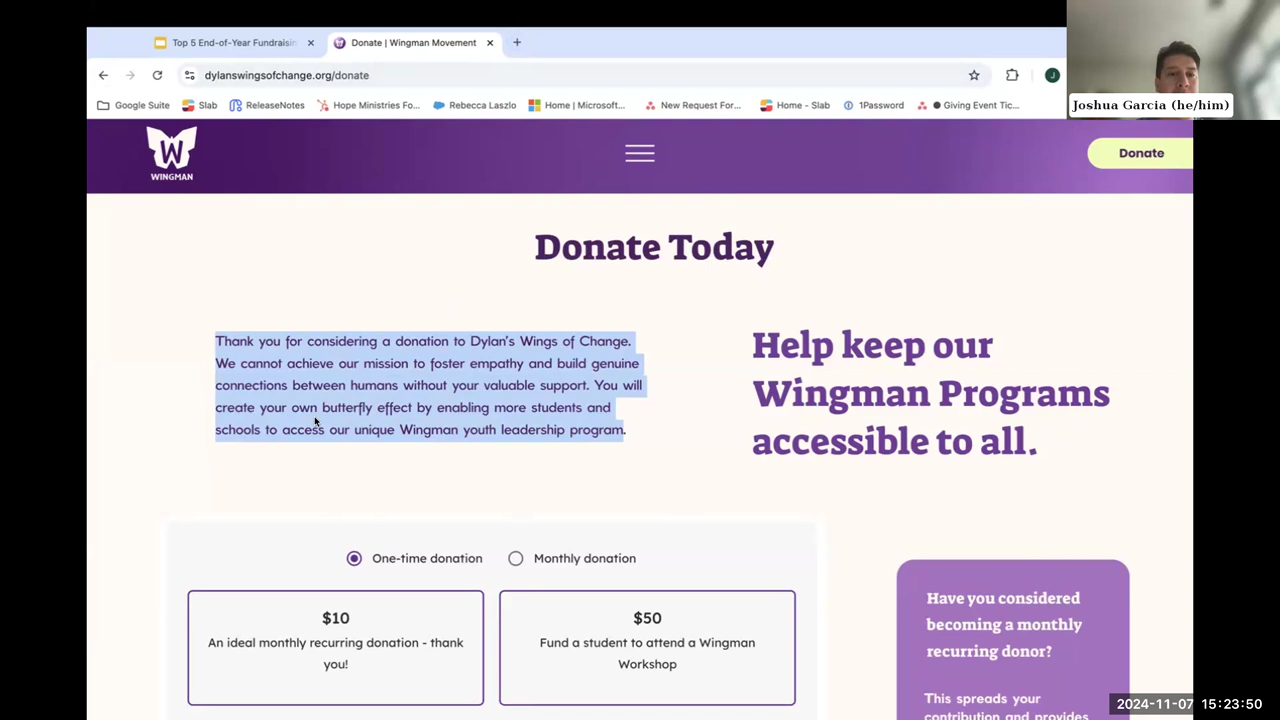 Top 5 End-of-Year Fundraisin
Donate | Wingman Movement
dylanswingsofchange.org/donate
J
Google Suite
Slab
ReleaseNotes
Hope Ministries Fo...
Rebecca Laszlo
Home | Microsoft...
New Request For...
Home - Slab
1Password
Giving Event Tic...
Joshua Garcia (he/him)
W
WINGMAN
Donate
Donate Today
Thank you for considering a donation to Dylan's Wings of Change.
We cannot achieve our mission to foster empathy and build genuine
connections between humans without your valuable support. You will
create your own butterfly effect by enabling more students and
schools to access our unique Wingman youth leadership program.
Help keep our
Wingman Programs
accessible to all.
One-time donation
Monthly donation
$10
An ideal monthly recurring donation - thank
you!
$50
Fund a student to attend a Wingman
Workshop
Have you considered
becoming a monthly
recurring donor?
This spreads your
contribution and provides
2024-11-07 15:23:50